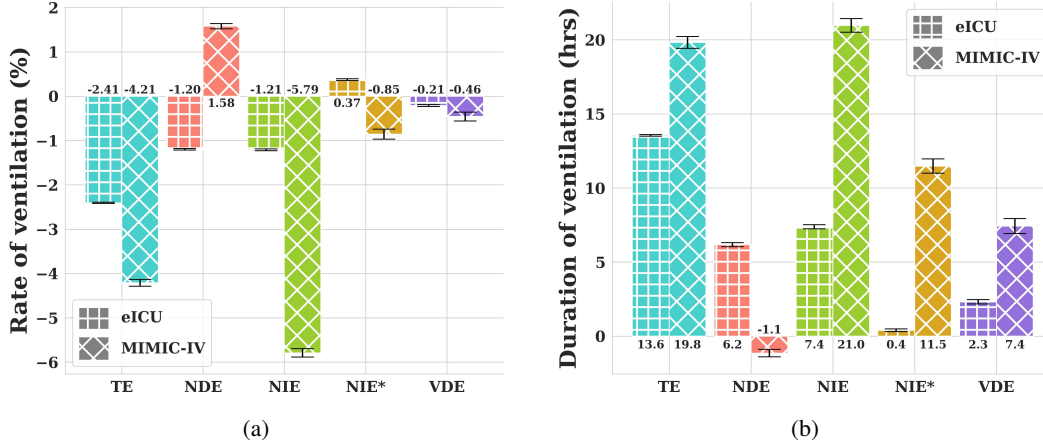 Rate of ventilation (%)
2
1
0
−1
−2
−3
−4
−5
−6
-2.41 -4.21 -1.20 1.58 -1.21 -5.79 0.37 -0.85 -0.21 -0.46
eICU
MIMIC-IV
TE NDE NIE NIE* VDE
(a)
Duration of ventilation (hrs)
20
15
10
5
0
eICU
MIMIC-IV
13.6 19.8 6.2 -1.1 7.4 21.0 0.4 11.5 2.3 7.4
TE NDE NIE NIE* VDE
(b)